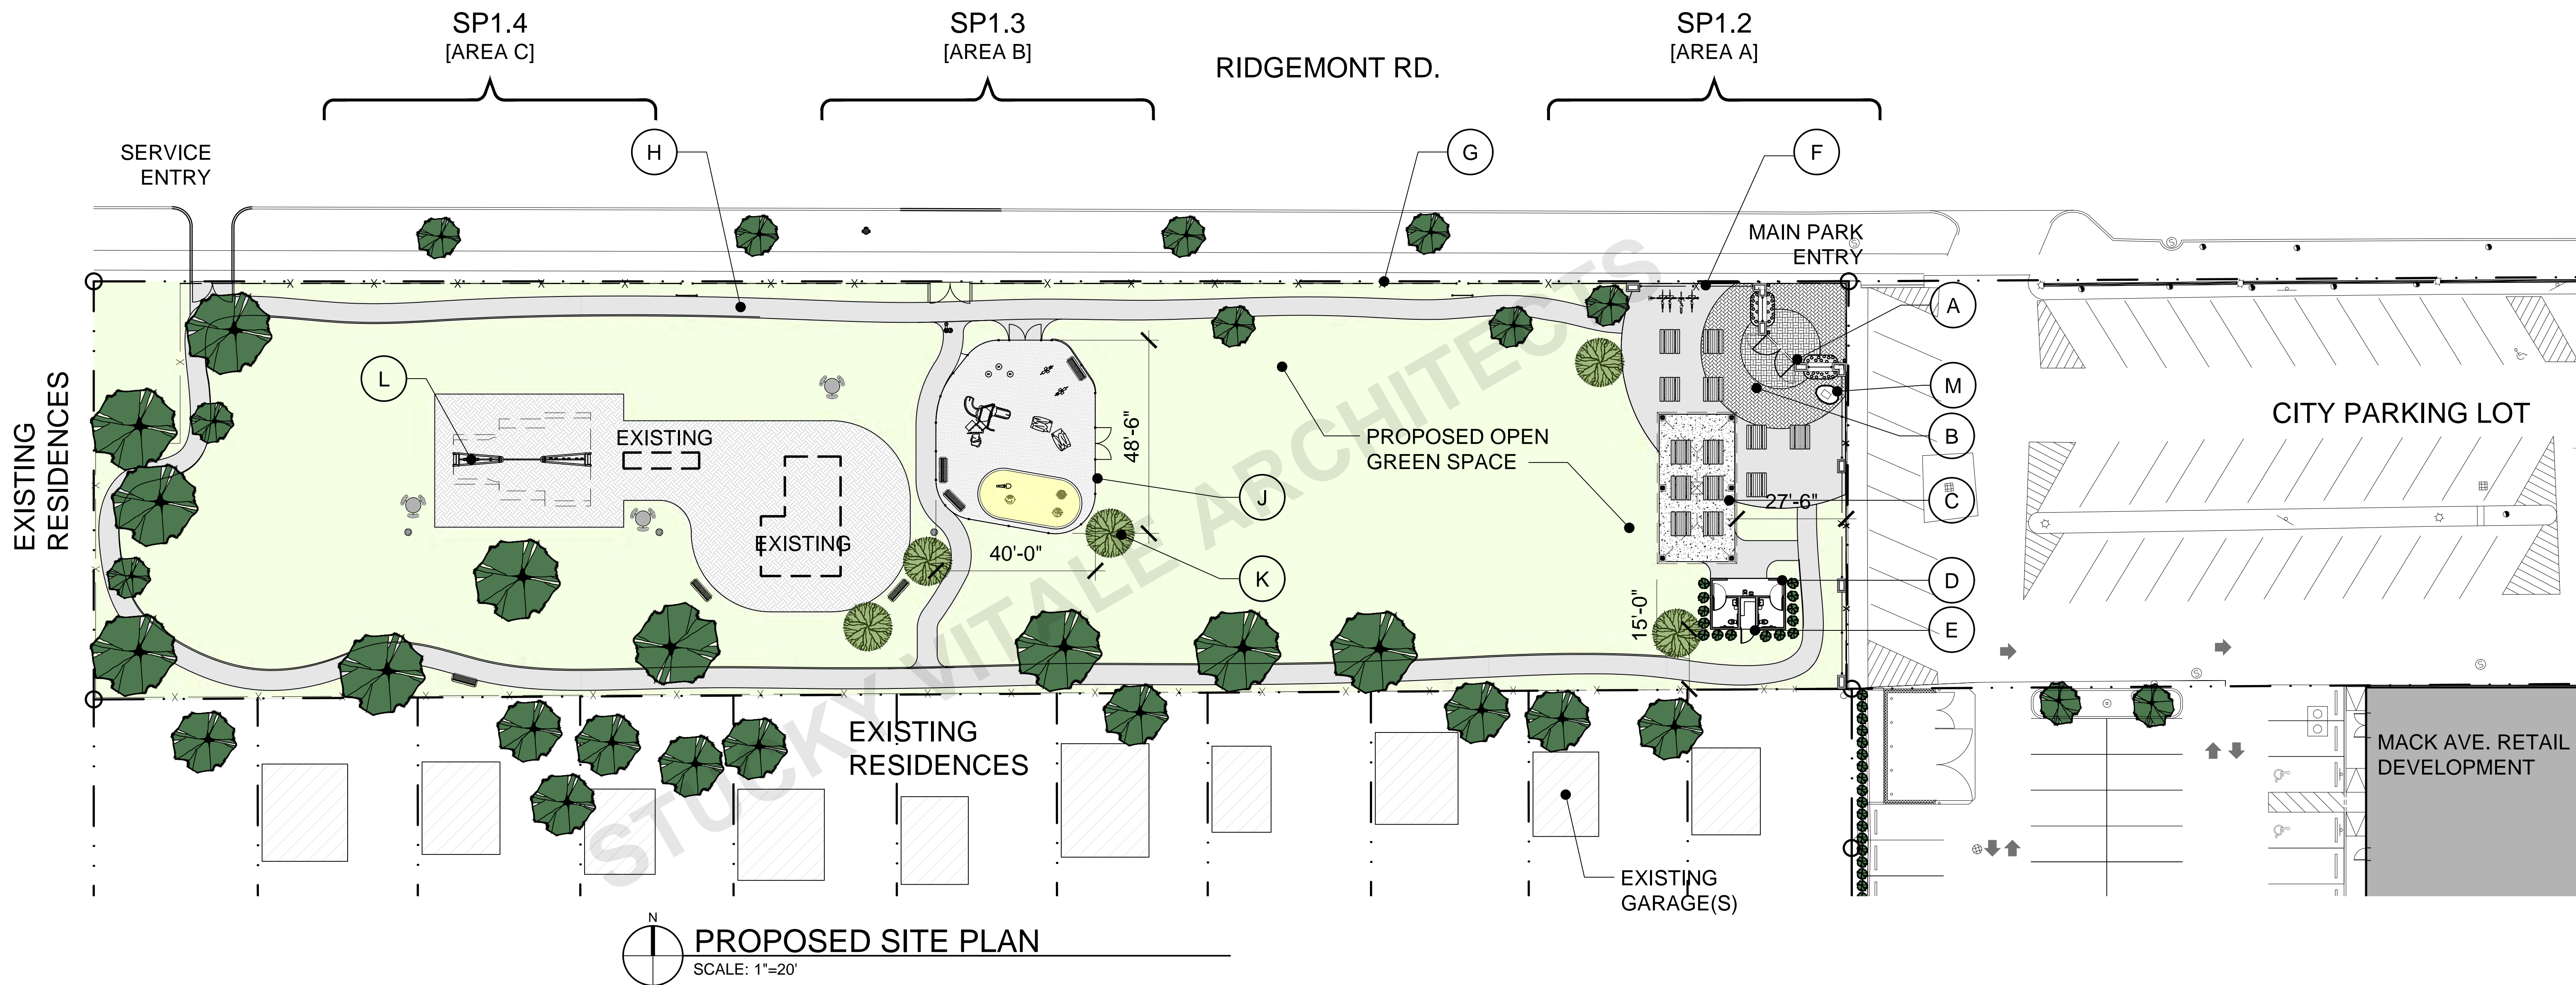 SP1.4
[AREA C]
SP1.3
[AREA B]
SP1.2
[AREA A]
RIDGEMONT RD.
SERVICE
ENTRY
H
G
F
MAIN PARK
ENTRY
A
M
B
C
D
E
L
J
K
EXISTING
RESIDENCES
EXISTING
EXISTING
48'-6"
40'-0"
PROPOSED OPEN
GREEN SPACE
27'-6"
15'-0"
CITY PARKING LOT
EXISTING
RESIDENCES
MACK AVE. RETAIL
DEVELOPMENT
EXISTING
GARAGE(S)
STUCKY VITALE ARCHITECTS
N
PROPOSED SITE PLAN
SCALE: 1"=20'